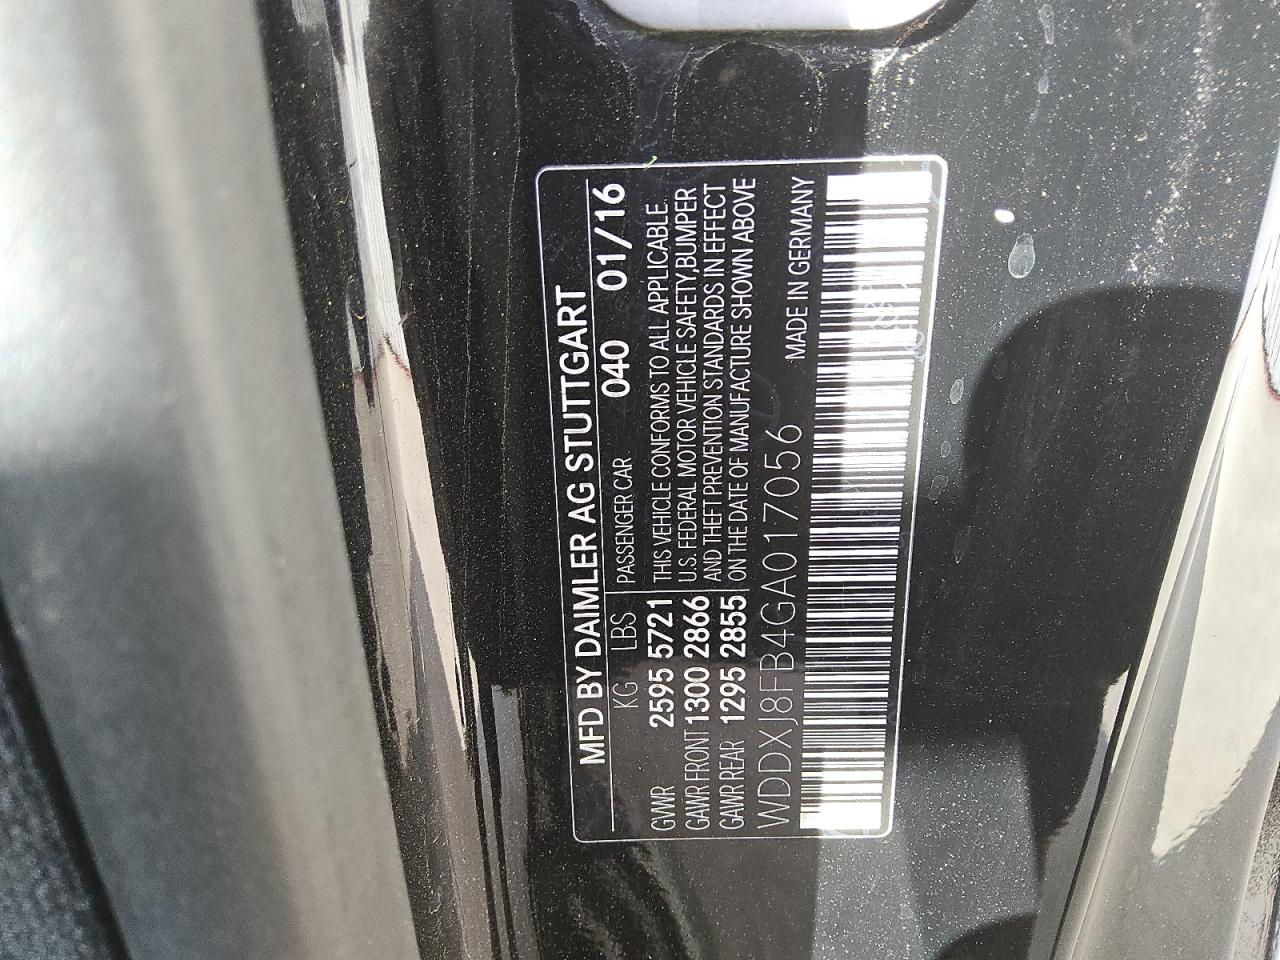 MFD BY DAIMLER AG STUTTGART
KG LBS PASSENGER CAR 040 01/16
GVWR 2595 5721 THIS VEHICLE CONFORMS TO ALL APPLICABLE
GAWR FRONT 1300 2866 U.S. FEDERAL MOTOR VEHICLE SAFETY,BUMPER
GAWR REAR 1295 2855 AND THEFT PREVENTION STANDARDS IN EFFECT
ON THE DATE OF MANUFACTURE SHOWN ABOVE
WDDXJ8FB4GA017056 MADE IN GERMANY